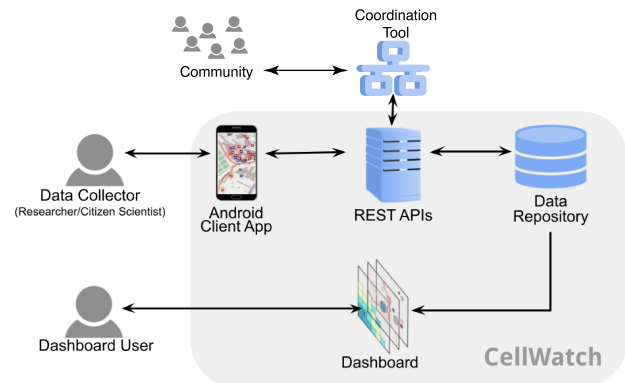 Coordination
Tool
Community
Data Collector
(Researcher/Citizen Scientist)
Android
Client App
REST APIs
Data
Repository
Dashboard User
Dashboard
CellWatch